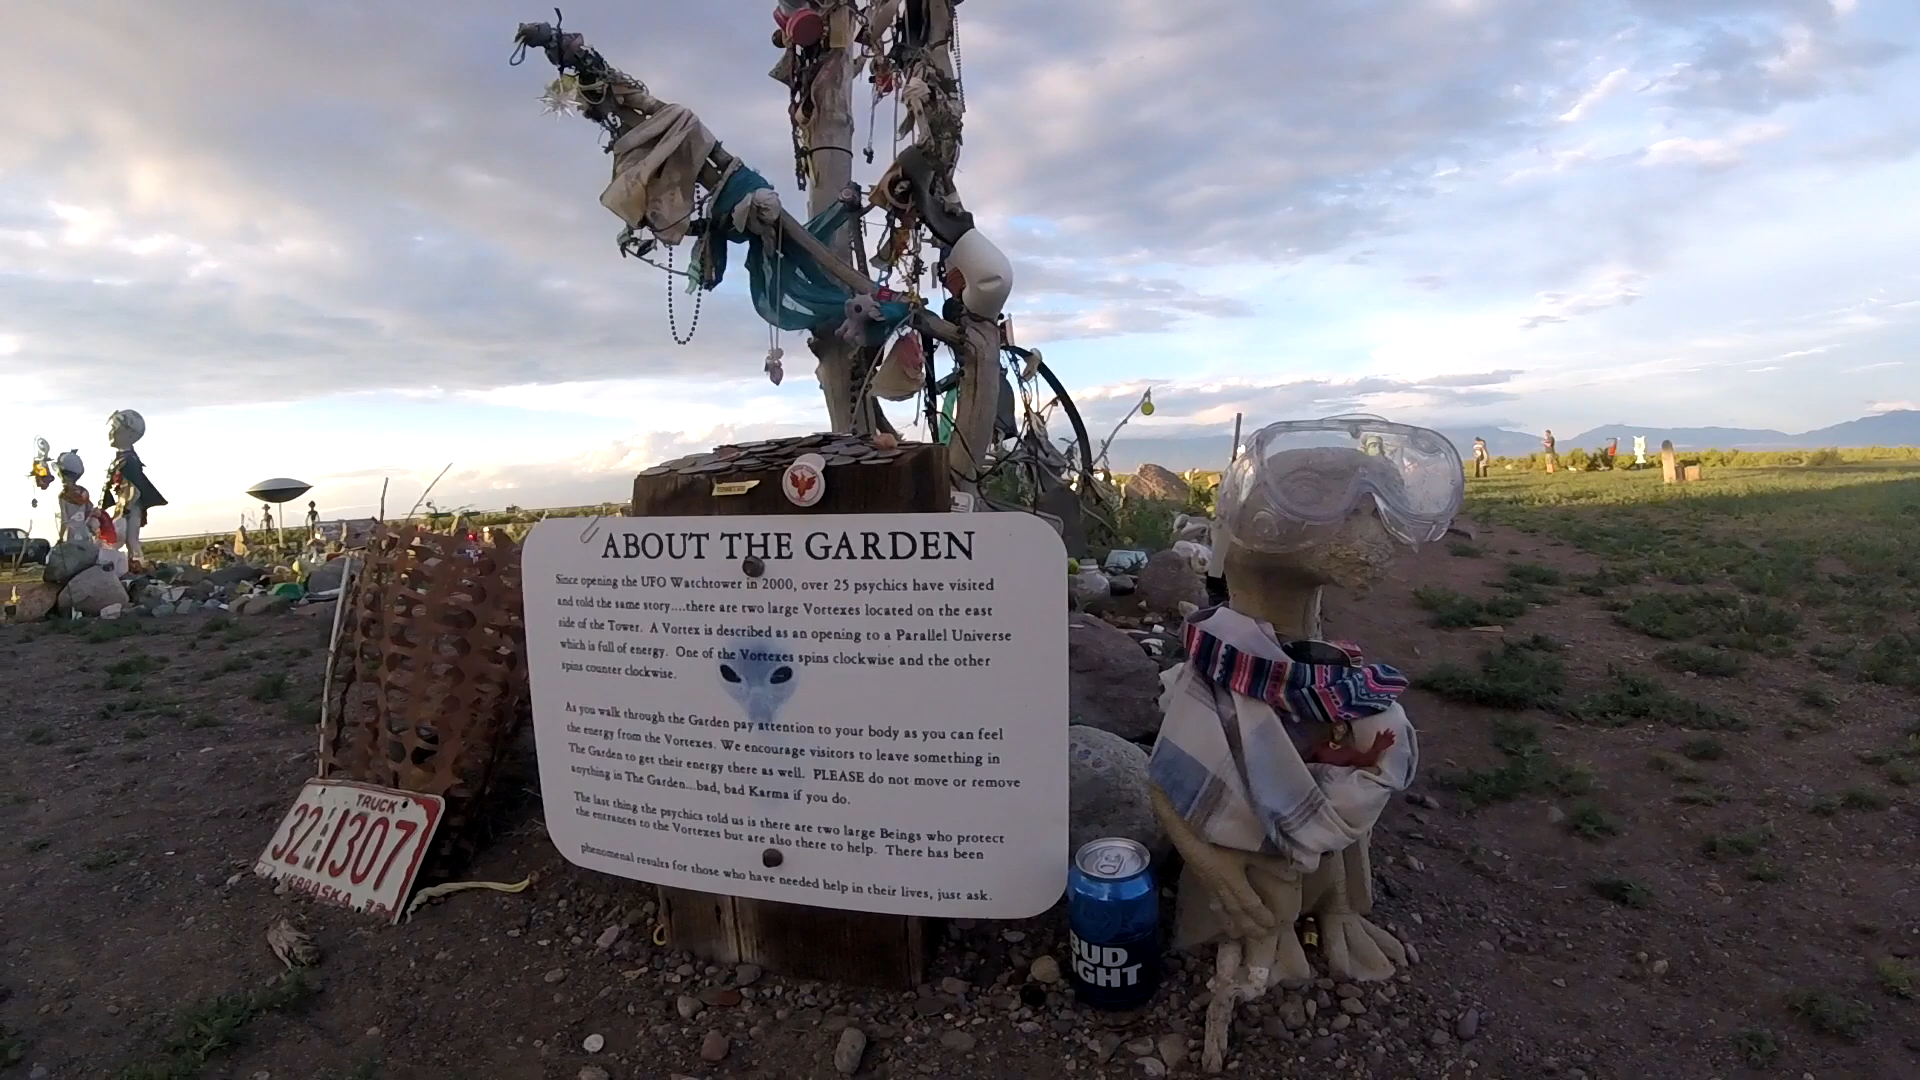 ABOUT THE GARDEN
Since opening the UFO Watchtower in 2000, over 25 psychics have visited
and told the same story....there are two large Vortexes located on the east
side of the Tower. A Vortex is described as an opening to a Parallel Universe
which is full of energy. One of the Vortexes spins clockwise and the other
spins counter clockwise.
As you walk through the Garden pay attention to your body as you can feel
the energy from the Vortexes. We encourage visitors to leave something in
The Garden to get their energy there as well. PLEASE do not move or remove
anything in The Garden...bad, bad Karma if you do.
The last thing the psychics told us is there are two large Beings who protect
the entrances to the Vortexes but are also there to help. There has been
phenomenal results for those who have needed help in their lives, just ask.
TRUCK
32 1307
NEBRASKA
BUD
IGHT